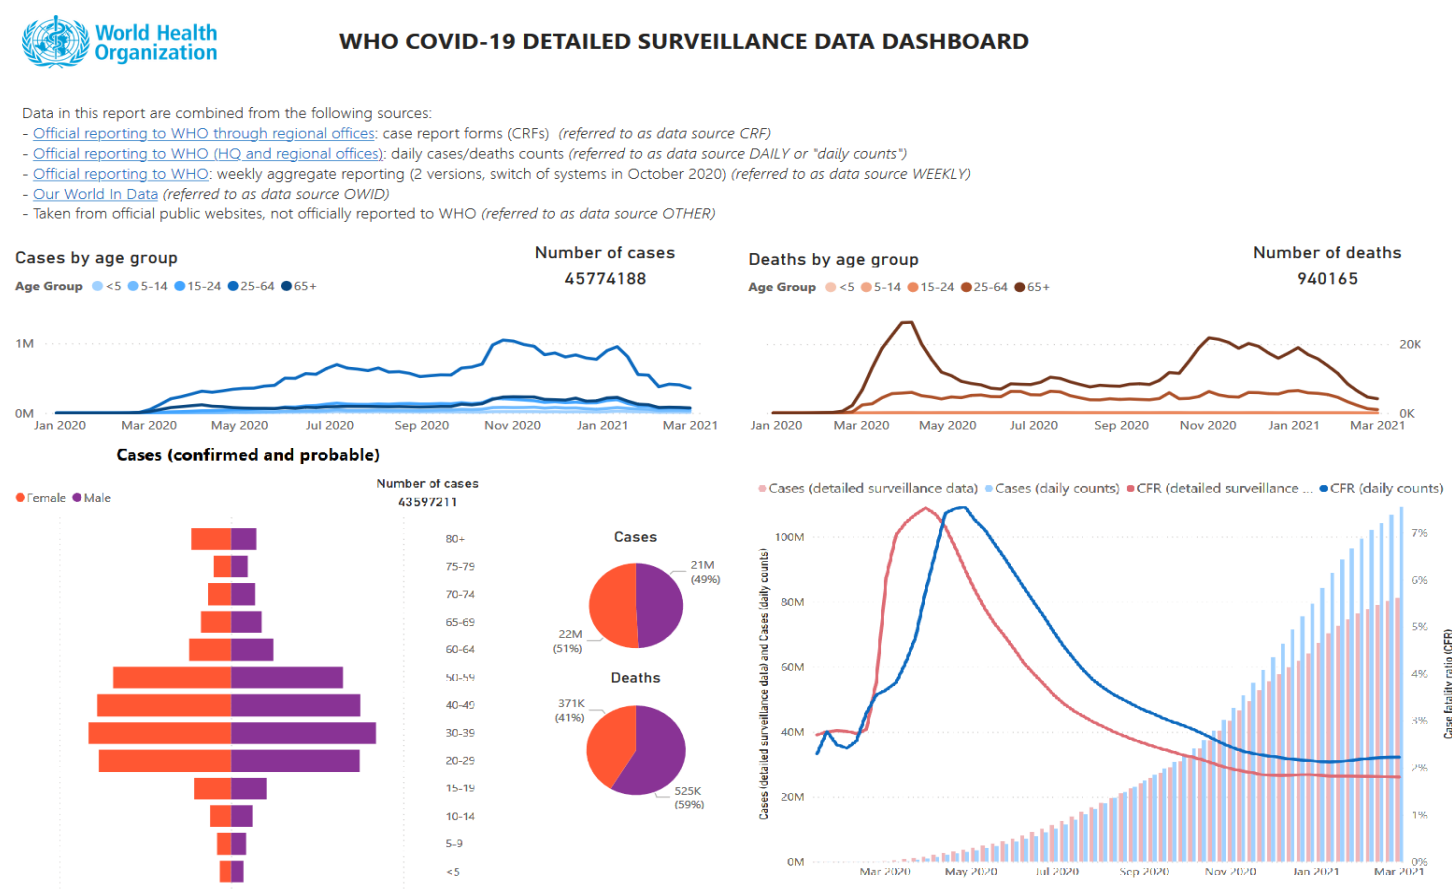 World Health
Organization
WHO COVID-19 DETAILED SURVEILLANCE DATA DASHBOARD
Data in this report are combined from the following sources:
- Official reporting to WHO through regional offices: case report forms (CRFs)  (referred to as data source CRF)
- Official reporting to WHO (HQ and regional offices): daily cases/deaths counts (referred to as data source DAILY or "daily counts")
- Official reporting to WHO: weekly aggregate reporting (2 versions, switch of systems in October 2020) (referred to as data source WEEKLY)
- Our World In Data (referred to as data source OWID)
- Taken from official public websites, not officially reported to WHO (referred to as data source OTHER)
Cases by age group
Number of cases
45774188
Age Group <5 5-14 15-24 25-64 65+
1M
0M
Jan 2020 Mar 2020 May 2020 Jul 2020 Sep 2020 Nov 2020 Jan 2021 Mar 2021
Deaths by age group
Number of deaths
940165
Age Group <5 5-14 15-24 25-64 65+
20K
0K
Jan 2020 Mar 2020 May 2020 Jul 2020 Sep 2020 Nov 2020 Jan 2021 Mar 2021
Cases (confirmed and probable)
Number of cases
43597211
Female Male
80+
75-79
70-74
65-69
60-64
50-59
40-49
30-39
20-29
15-19
10-14
5-9
<5
Cases
21M
(49%)
22M
(51%)
Deaths
371K
(41%)
525K
(59%)
Cases (detailed surveillance data) Cases (daily counts) CFR (detailed surveillance ... CFR (daily counts)
Cases (detailed surveillance data) and Cases (daily counts)
100M
80M
60M
40M
20M
0M
7%
6%
5%
4%
3%
2%
1%
0%
Case fatality ratio (CFR)
Mar 2020 May 2020 Jul 2020 Sep 2020 Nov 2020 Jan 2021 Mar 2021